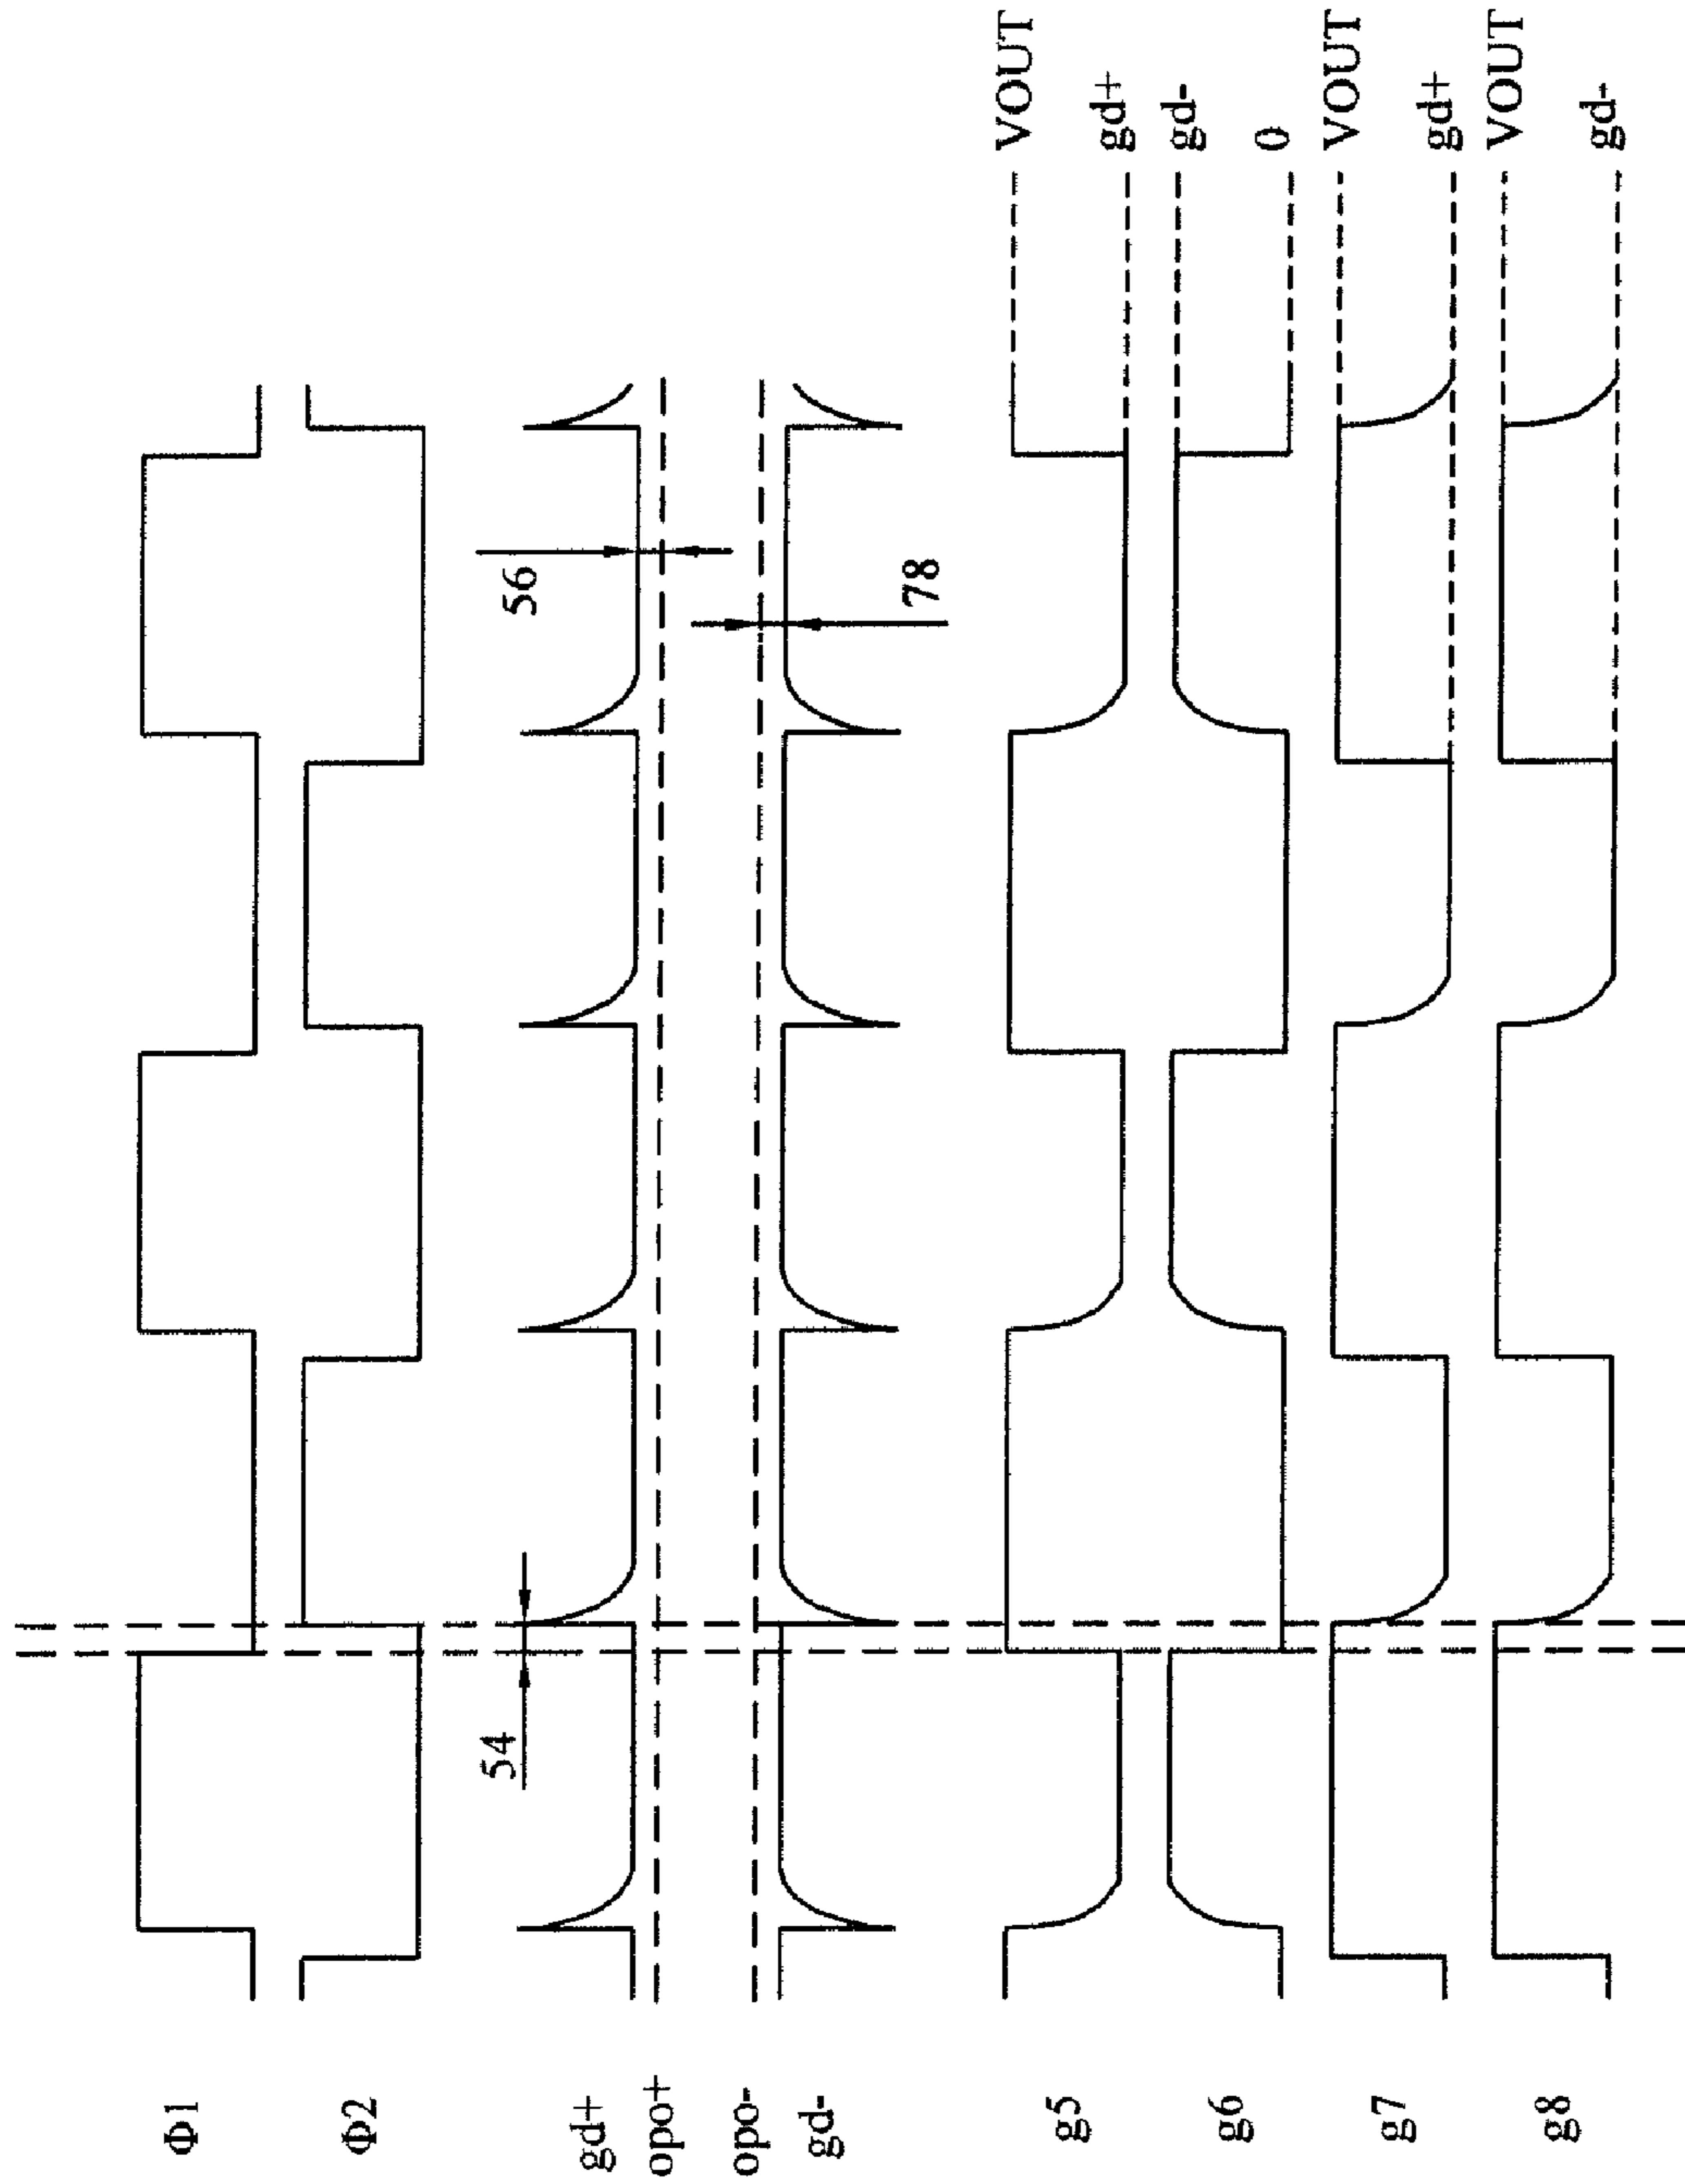 Φ1
Φ2
gd+
opo+
opo-
gd-
g5
g6
g7
g8
54
56
78
VOUT
gd+
gd-
0
VOUT
gd+
VOUT
gd-